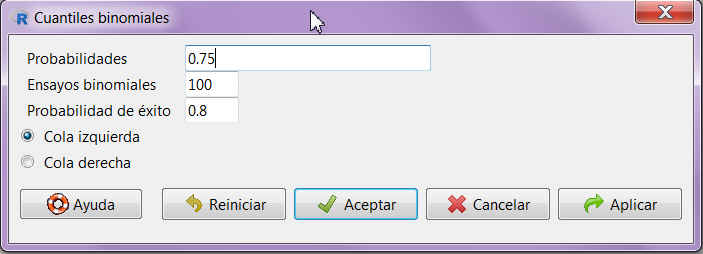 Cuantiles binomiales
Probabilidades 0.75
Ensayos binomiales 100
Probabilidad de éxito 0.8
Cola izquierda
Cola derecha
Ayuda Reiniciar Aceptar Cancelar Aplicar